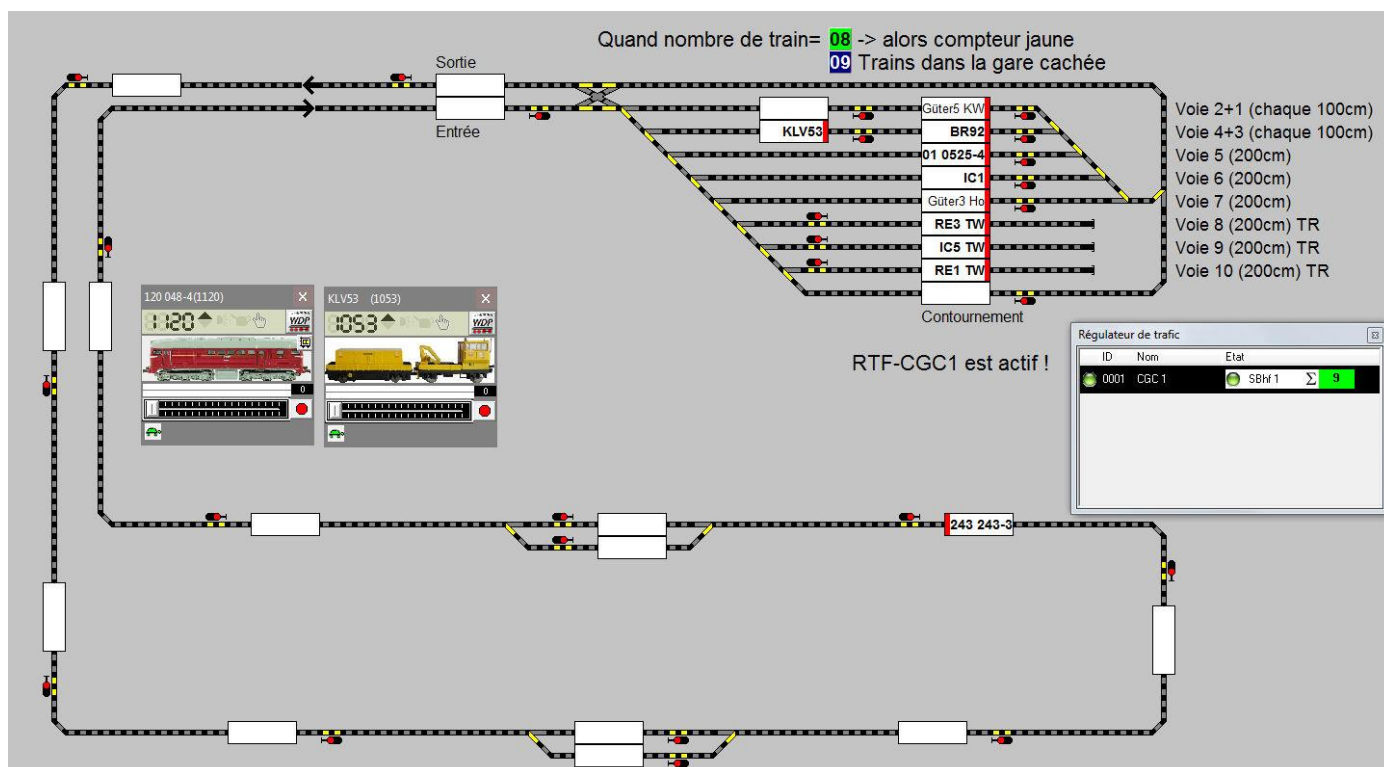 Quand nombre de train= 08 -> alors compteur jaune
09 Trains dans la gare cachée
Sortie
Entrée
Güter5 KW
Voie 2+1 (chaque 100cm)
KLV53
BR92
Voie 4+3 (chaque 100cm)
01 0525-4
Voie 5 (200cm)
IC1
Voie 6 (200cm)
Güter3 Ho
Voie 7 (200cm)
RE3 TW
Voie 8 (200cm) TR
IC5 TW
Voie 9 (200cm) TR
RE1 TW
Voie 10 (200cm) TR
Contournement
120 048-4(1120)
1120
WDP
0
KLV53 (1053)
1053
WDP
0
RTF-CGC1 est actif !
Régulateur de trafic
ID Nom Etat
0001 CGC 1 SBhf 1 Σ 9
243 243-3